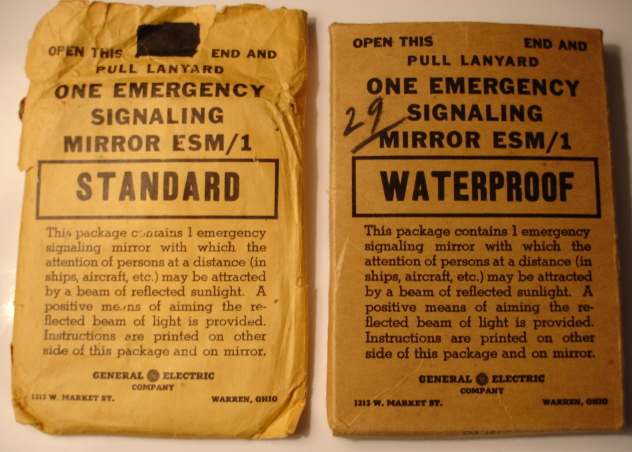 OPEN THIS END AND
PULL LANYARD
ONE EMERGENCY
SIGNALING
MIRROR ESM/1
STANDARD
This package contains 1 emergency
signaling mirror with which the
attention of persons at a distance (in
ships, aircraft, etc.) may be attracted
by a beam of reflected sunlight. A
positive means of aiming the re-
flected beam of light is provided.
Instructions are printed on other
side of this package and on mirror.
GENERAL ELECTRIC
COMPANY
1313 W. MARKET ST. WARREN, OHIO
OPEN THIS END AND
PULL LANYARD
ONE EMERGENCY
29 SIGNALING
MIRROR ESM/1
WATERPROOF
This package contains 1 emergency
signaling mirror with which the
attention of persons at a distance (in
ships, aircraft, etc.) may be attracted
by a beam of reflected sunlight. A
positive means of aiming the re-
flected beam of light is provided.
Instructions are printed on other
side of this package and on mirror.
GENERAL ELECTRIC
COMPANY
1313 W. MARKET ST. WARREN, OHIO